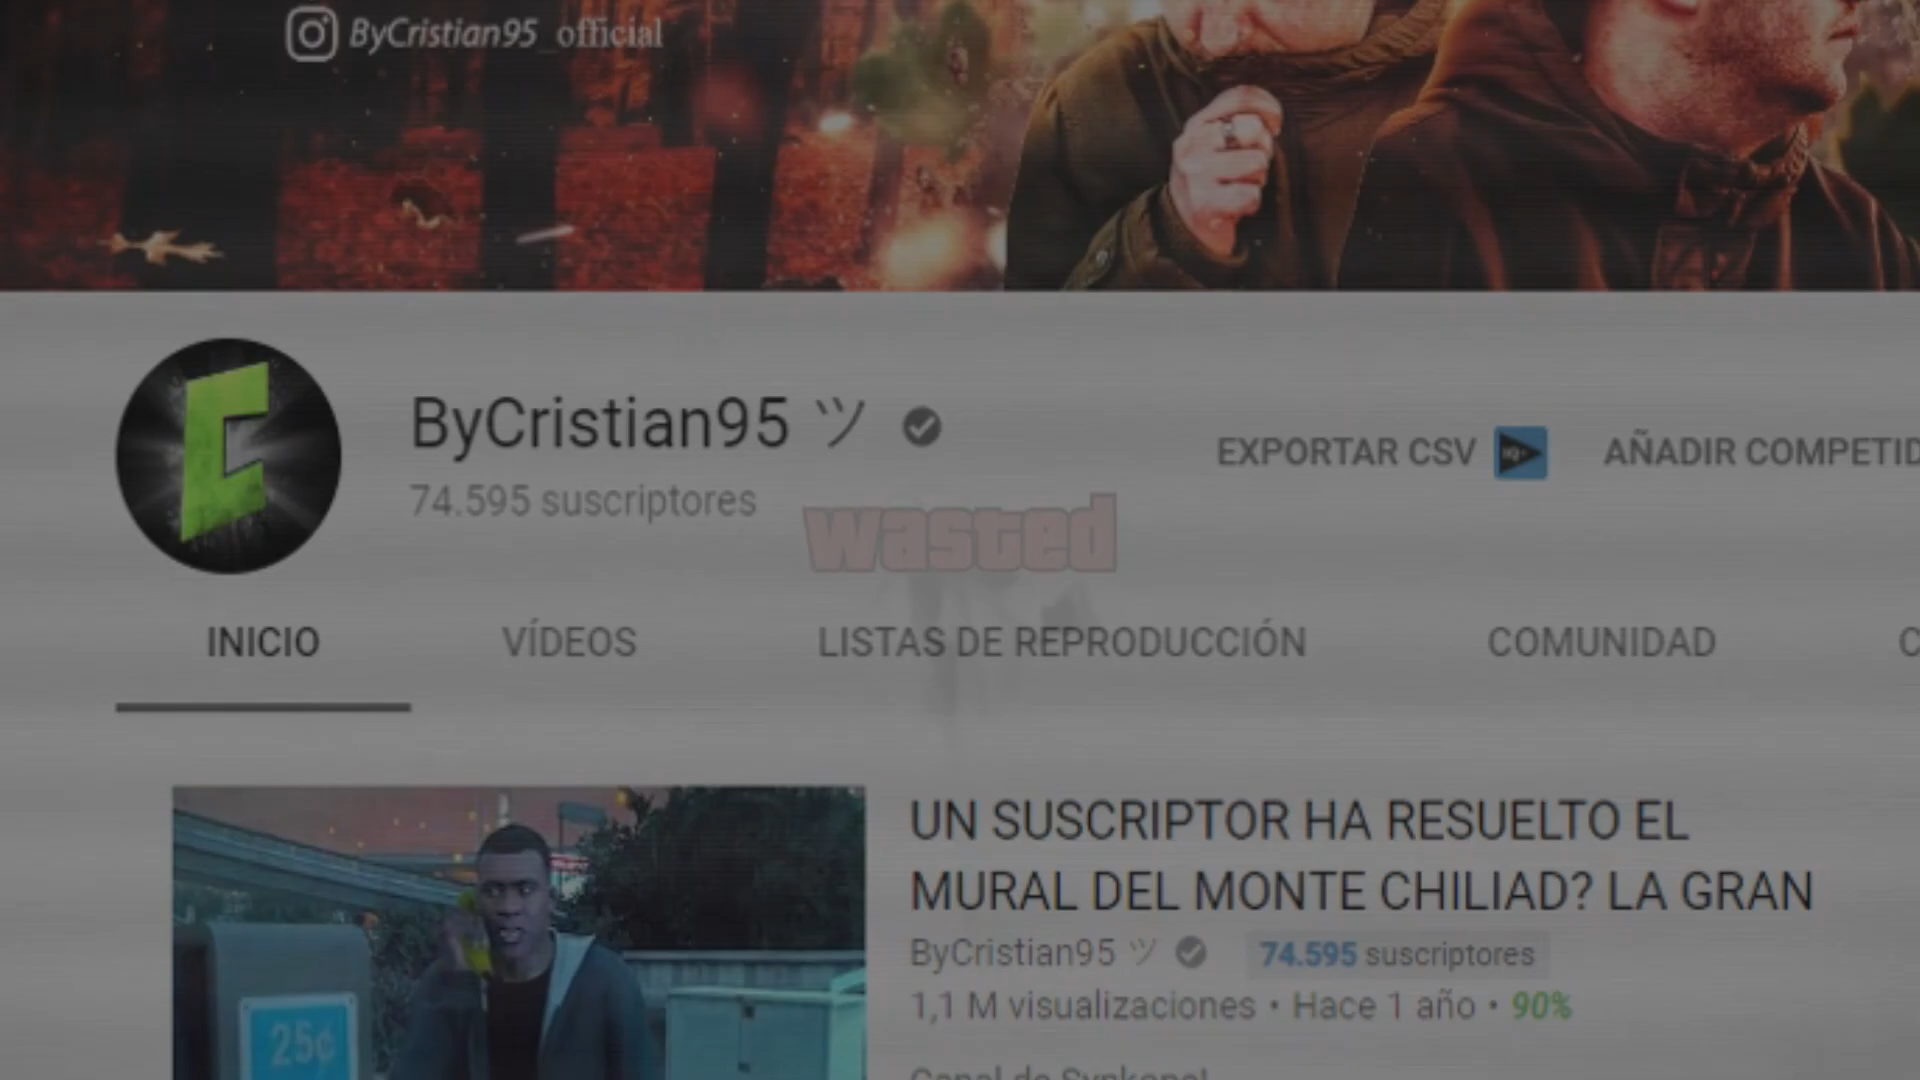 ByCristian95_official
ByCristian95 ツ
74.595 suscriptores
EXPORTAR CSV
AÑADIR COMPETID
wasted
INICIO
VÍDEOS
LISTAS DE REPRODUCCIÓN
COMUNIDAD
C
UN SUSCRIPTOR HA RESUELTO EL
MURAL DEL MONTE CHILIAD? LA GRAN
ByCristian95 ツ 74.595 suscriptores
1,1 M visualizaciones • Hace 1 año • 90%
25¢